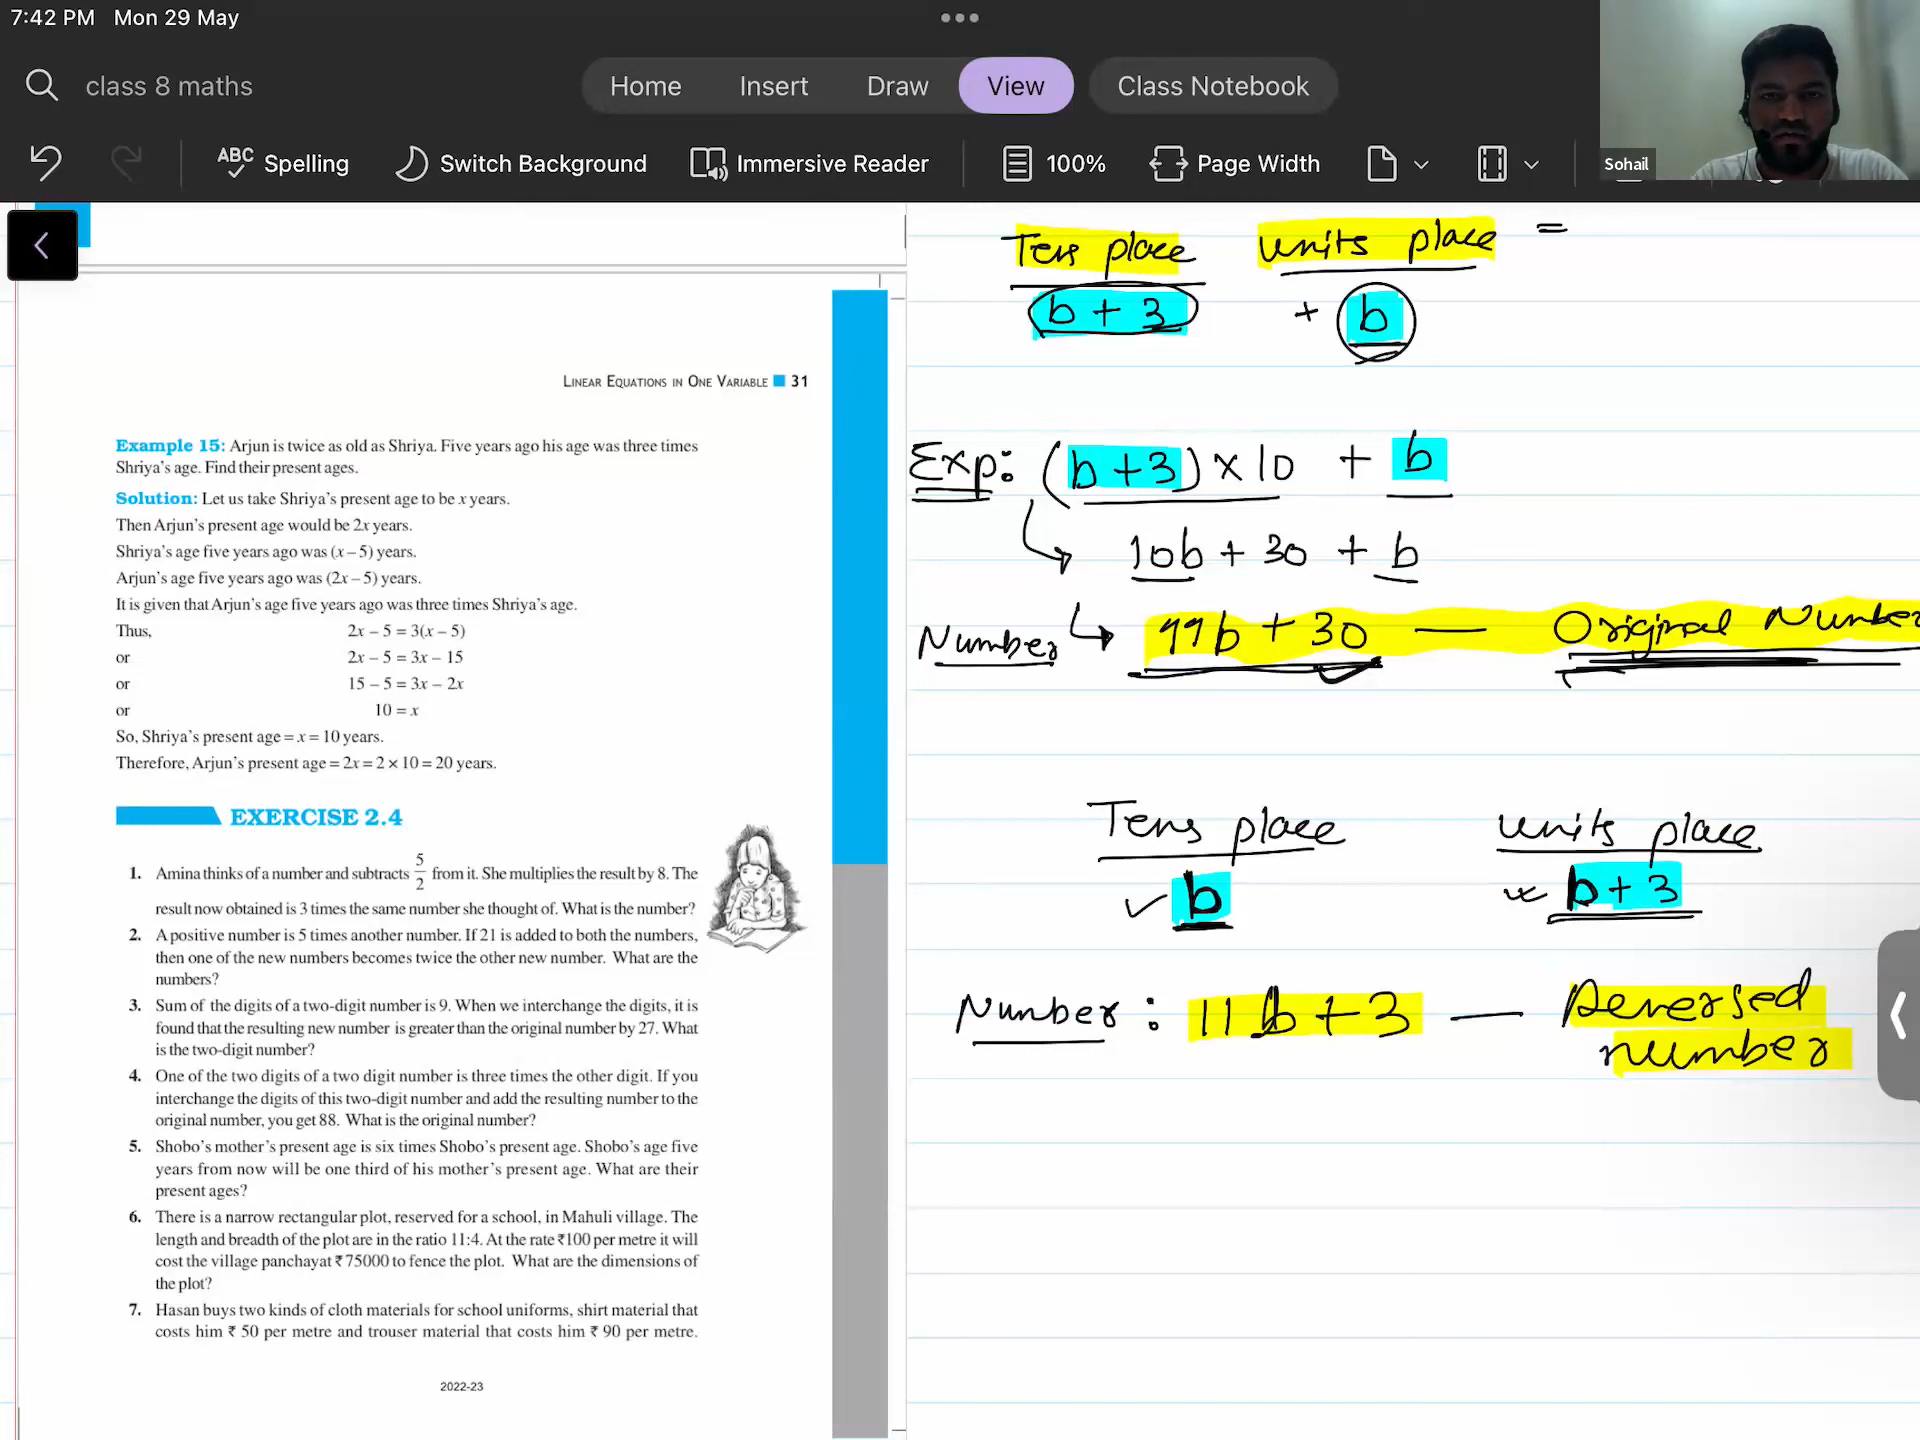 7:42 PM Mon 29 May
class 8 maths
Home Insert Draw View Class Notebook
ABC Spelling Switch Background Immersive Reader 100% Page Width
Sohail
LINEAR EQUATIONS IN ONE VARIABLE 31
Example 15: Arjun is twice as old as Shriya. Five years ago his age was three times
Shriya's age. Find their present ages.
Solution: Let us take Shriya's present age to be x years.
Then Arjun's present age would be 2x years.
Shriya's age five years ago was (x – 5) years.
Arjun's age five years ago was (2x – 5) years.
It is given that Arjun's age five years ago was three times Shriya's age.
Thus, 2x – 5 = 3(x – 5)
or 2x – 5 = 3x – 15
or 15 – 5 = 3x – 2x
or 10 = x
So, Shriya's present age = x = 10 years.
Therefore, Arjun's present age = 2x = 2 × 10 = 20 years.
EXERCISE 2.4
1. Amina thinks of a number and subtracts 5/2 from it. She multiplies the result by 8. The
result now obtained is 3 times the same number she thought of. What is the number?
2. A positive number is 5 times another number. If 21 is added to both the numbers,
then one of the new numbers becomes twice the other new number. What are the
numbers?
3. Sum of the digits of a two-digit number is 9. When we interchange the digits, it is
found that the resulting new number is greater than the original number by 27. What
is the two-digit number?
4. One of the two digits of a two digit number is three times the other digit. If you
interchange the digits of this two-digit number and add the resulting number to the
original number, you get 88. What is the original number?
5. Shobo's mother's present age is six times Shobo's present age. Shobo's age five
years from now will be one third of his mother's present age. What are their
present ages?
6. There is a narrow rectangular plot, reserved for a school, in Mahuli village. The
length and breadth of the plot are in the ratio 11:4. At the rate ₹100 per metre it will
cost the village panchayat ₹ 75000 to fence the plot. What are the dimensions of
the plot?
7. Hasan buys two kinds of cloth materials for school uniforms, shirt material that
costs him ₹ 50 per metre and trouser material that costs him ₹ 90 per metre.
2022-23
Tens place units place =
b + 3 + b
Exp: (b + 3) × 10 + b
10b + 30 + b
Number 11b + 30 — Original Number
Tens place units place
b b + 3
Number : 11b + 3 — Reversed
number